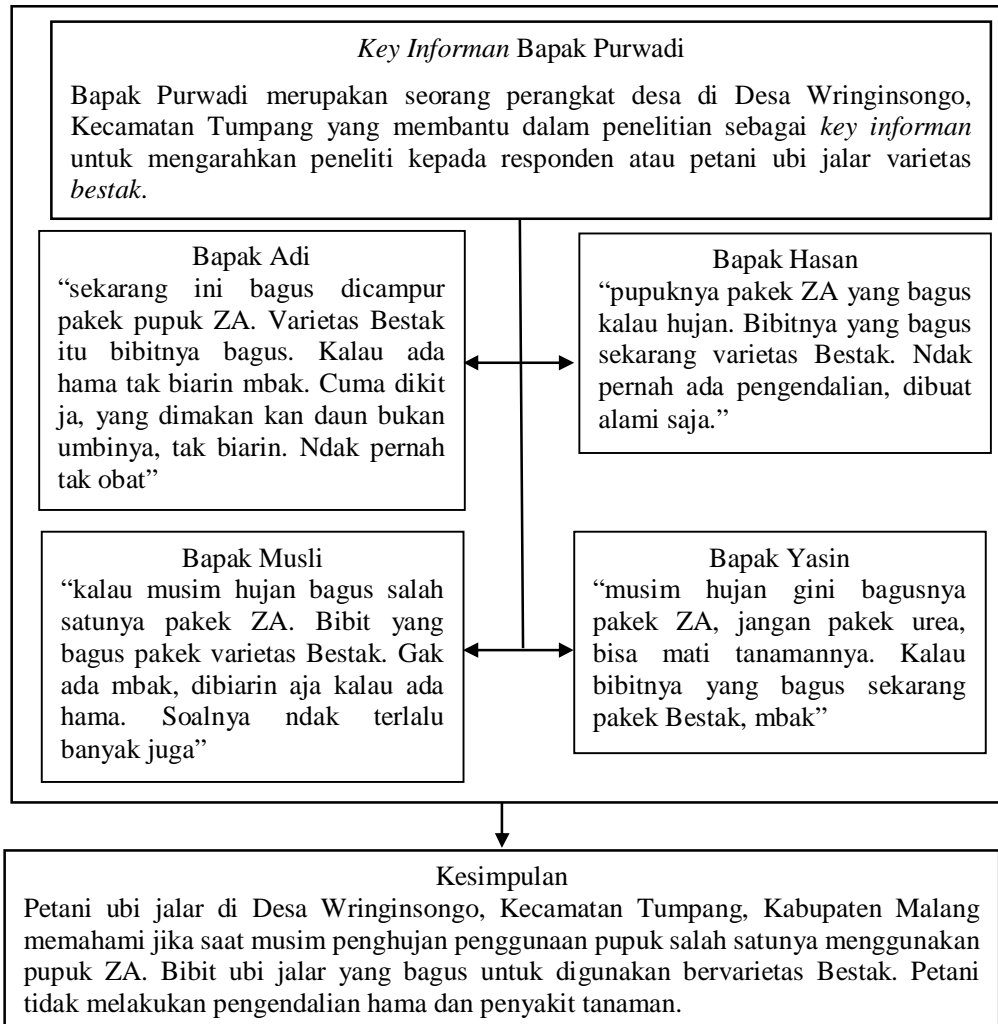 Key Informan Bapak Purwadi
Bapak Purwadi merupakan seorang perangkat desa di Desa Wringinsongo,
Kecamatan Tumpang yang membantu dalam penelitian sebagai key informan
untuk mengarahkan peneliti kepada responden atau petani ubi jalar varietas
bestak.
Bapak Adi
“sekarang ini bagus dicampur
pakek pupuk ZA. Varietas Bestak
itu bibitnya bagus. Kalau ada
hama tak biarin mbak. Cuma dikit
ja, yang dimakan kan daun bukan
umbinya, tak biarin. Ndak pernah
tak obat”
Bapak Hasan
“pupuknya pakek ZA yang bagus
kalau hujan. Bibitnya yang bagus
sekarang varietas Bestak. Ndak
pernah ada pengendalian, dibuat
alami saja.”
Bapak Musli
“kalau musim hujan bagus salah
satunya pakek ZA. Bibit yang
bagus pakek varietas Bestak. Gak
ada mbak, dibiarin aja kalau ada
hama. Soalnya ndak terlalu
banyak juga”
Bapak Yasin
“musim hujan gini bagusnya
pakek ZA, jangan pakek urea,
bisa mati tanamannya. Kalau
bibitnya yang bagus sekarang
pakek Bestak, mbak”
Kesimpulan
Petani ubi jalar di Desa Wringinsongo, Kecamatan Tumpang, Kabupaten Malang
memahami jika saat musim penghujan penggunaan pupuk salah satunya menggunakan
pupuk ZA. Bibit ubi jalar yang bagus untuk digunakan bervarietas Bestak. Petani
tidak melakukan pengendalian hama dan penyakit tanaman.